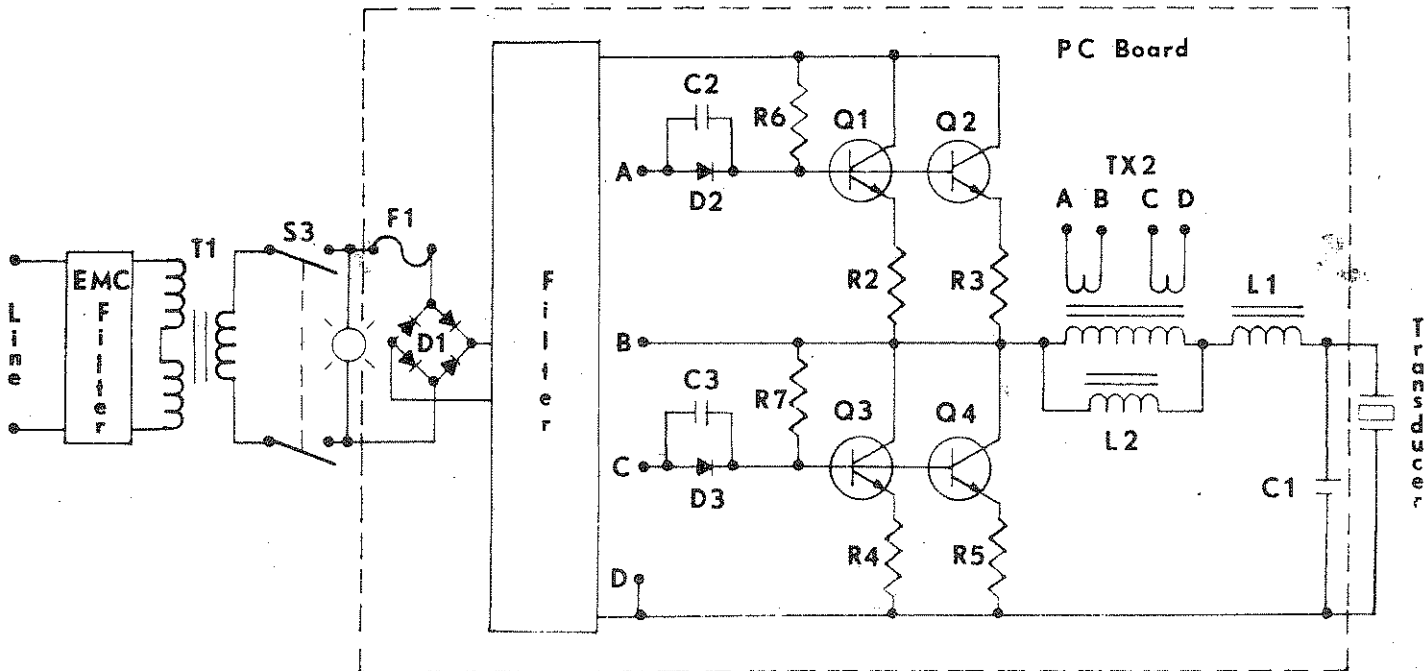 PC Board
C2
R6
Q1
Q2
A
D2
TX2
A B C D
T1
S3
F1
EMC
Filter
Line
D1
Filter
R2
R3
L1
B
C3
R7
Q3
Q4
L2
Transducer
C
D3
C1
R4
R5
D